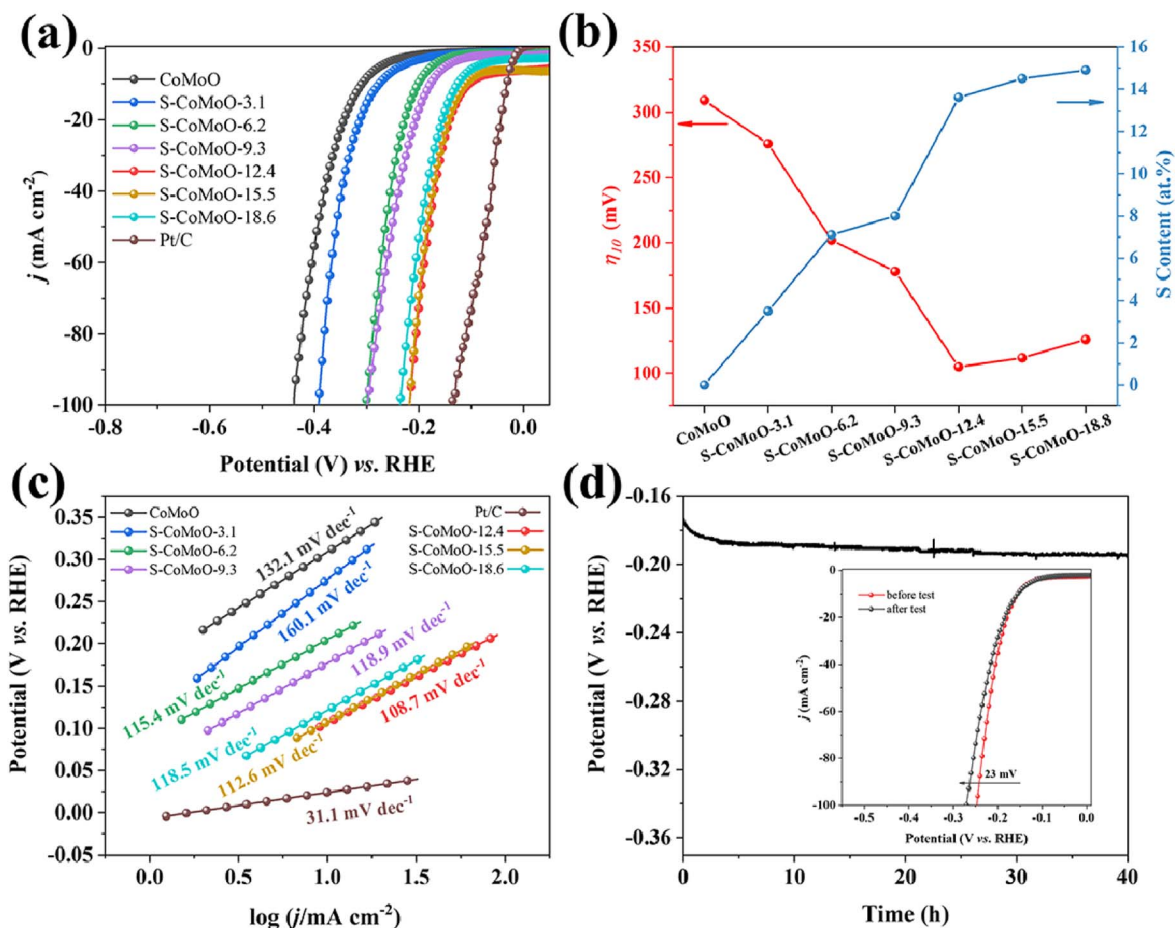 (a)
0
-20
-40
-60
-80
-100
j (mA cm⁻²)
CoMoO
S-CoMoO-3.1
S-CoMoO-6.2
S-CoMoO-9.3
S-CoMoO-12.4
S-CoMoO-15.5
S-CoMoO-18.6
Pt/C
-0.8 -0.6 -0.4 -0.2 0.0
Potential (V) vs. RHE
(b)
350
300
250
200
150
100
η₁₀ (mV)
16
14
12
10
8
6
4
2
0
S Content (at.%)
CoMoO
S-CoMoO-3.1
S-CoMoO-6.2
S-CoMoO-9.3
S-CoMoO-12.4
S-CoMoO-15.5
S-CoMoO-18.8
(c)
0.35
0.30
0.25
0.20
0.15
0.10
0.05
0.00
-0.05
Potential (V vs. RHE)
CoMoO
S-CoMoO-3.1
S-CoMoO-6.2
S-CoMoO-9.3
Pt/C
S-CoMoO-12.4
S-CoMoO-15.5
S-CoMoO-18.6
132.1 mV dec⁻¹
160.1 mV dec⁻¹
115.4 mV dec⁻¹
118.9 mV dec⁻¹
118.5 mV dec⁻¹
112.6 mV dec⁻¹
108.7 mV dec⁻¹
31.1 mV dec⁻¹
0.0 0.5 1.0 1.5 2.0
log (j/mA cm⁻²)
(d)
-0.16
-0.20
-0.24
-0.28
-0.32
-0.36
Potential (V vs. RHE)
0
-20
-40
-60
-80
-100
j (mA cm⁻²)
before test
after test
23 mV
-0.5 -0.4 -0.3 -0.2 -0.1 0.0
Potential (V vs. RHE)
0 10 20 30 40
Time (h)